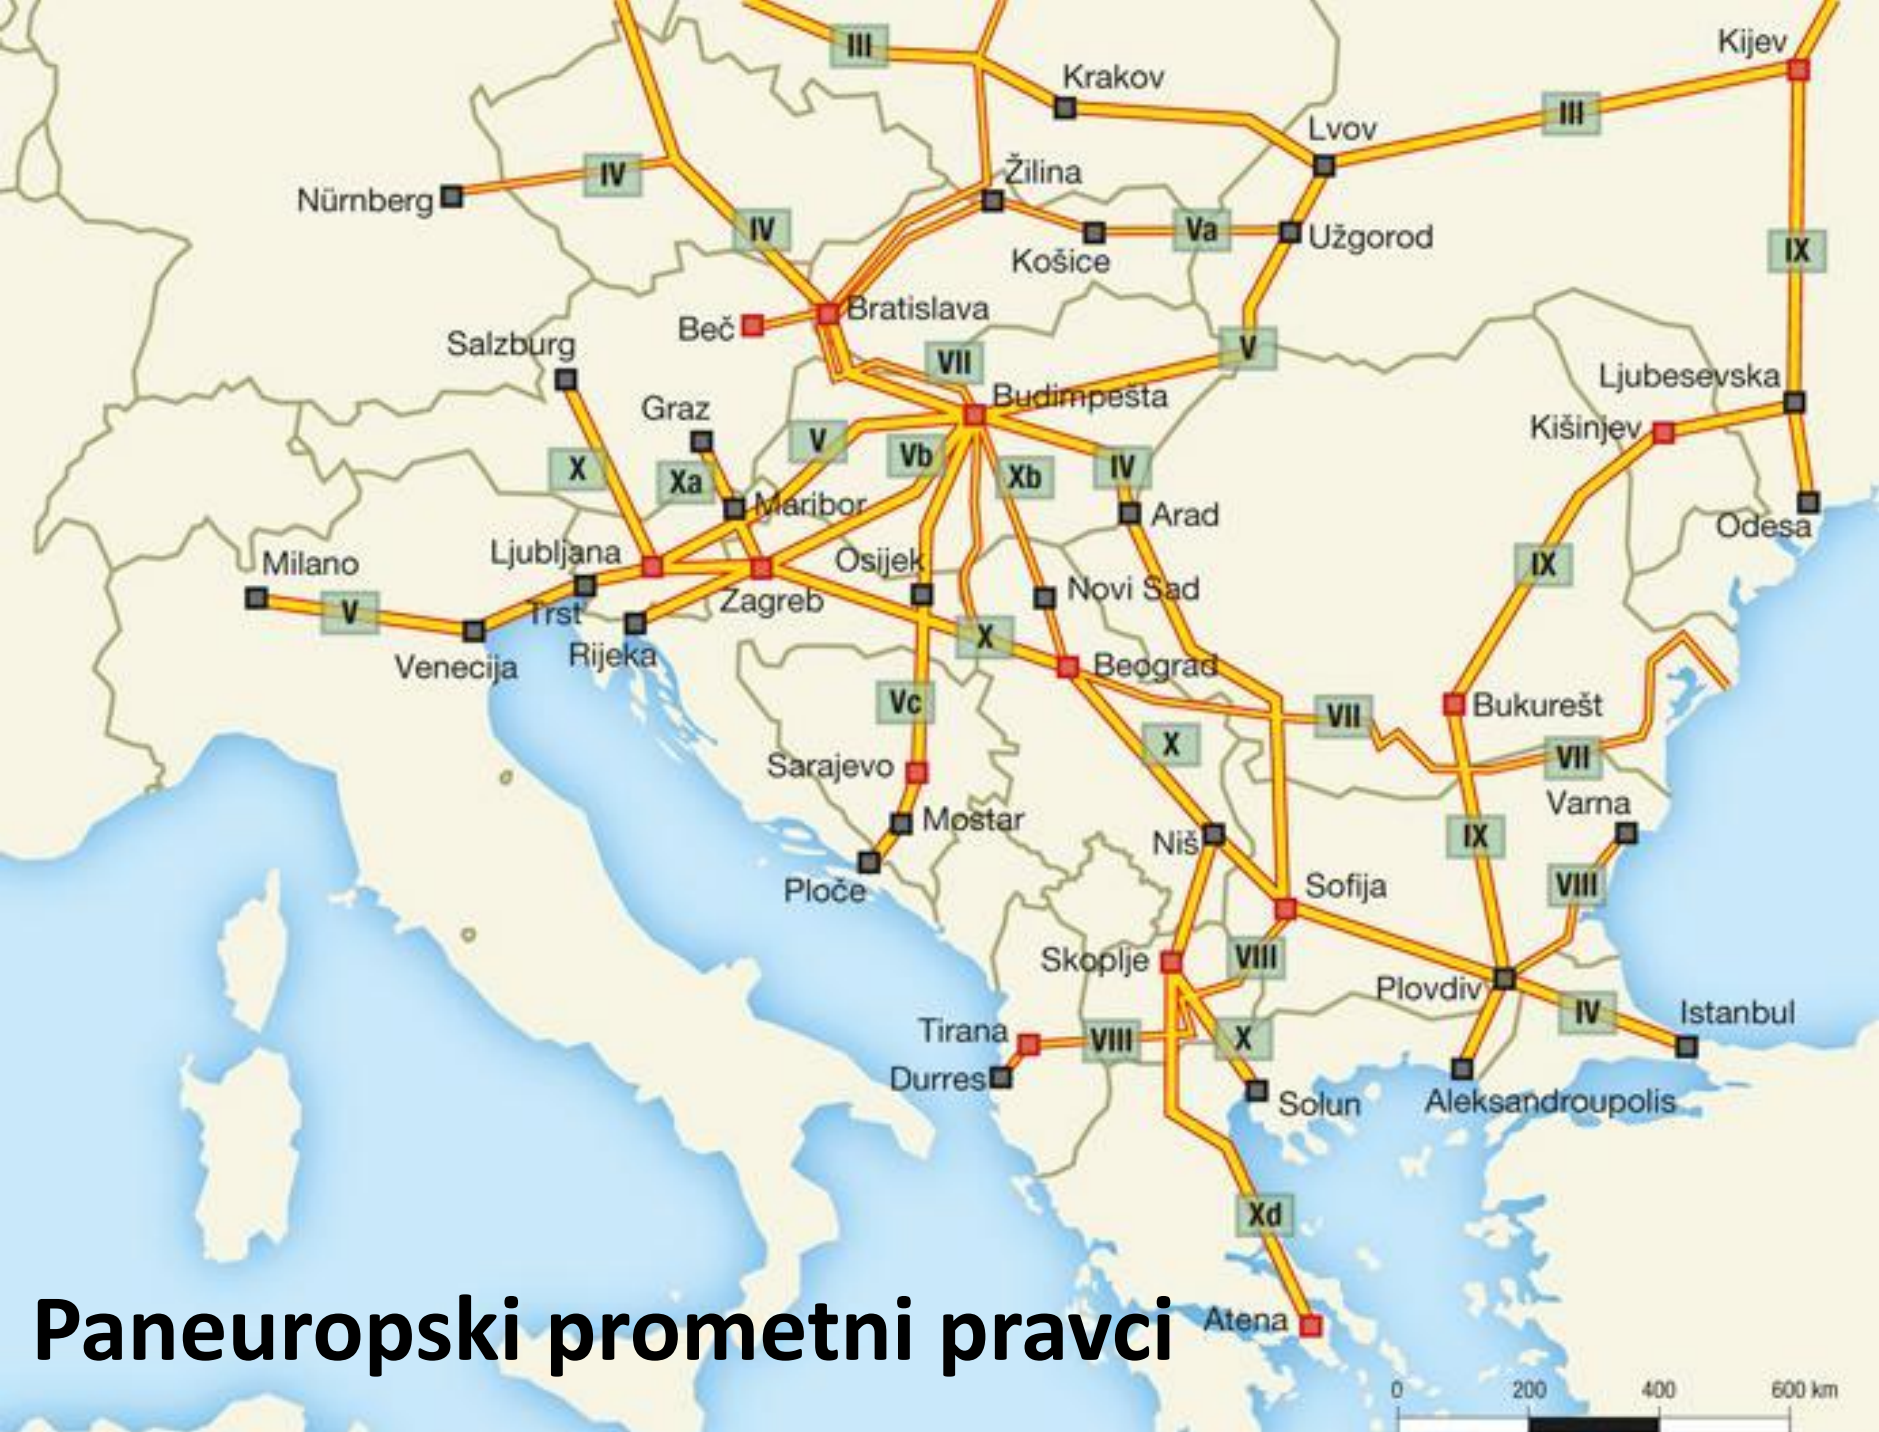 III
Kijev
Krakov
III
Lvov
IV
Žilina
Nürnberg
IV
Va
Užgorod
Košice
IX
Bratislava
Beč
Salzburg
VII
V
Ljubesevska
Budimpešta
Graz
Kišinjev
V
Vb
Xb
IV
X
Xa
Maribor
Arad
Odesa
Ljubljana
Osijek
Milano
IX
Novi Sad
V
Trst
Zagreb
X
Rijeka
Venecija
Beograd
Vc
VII
Bukurešt
X
VII
Sarajevo
Varna
Mostar
Niš
IX
Ploče
Sofija
VIII
Skoplje
VIII
Plovdiv
IV
Istanbul
Tirana
VIII
X
Durres
Solun
Aleksandroupolis
Xd
Atena
Paneuropski prometni pravci
0 200 400 600 km